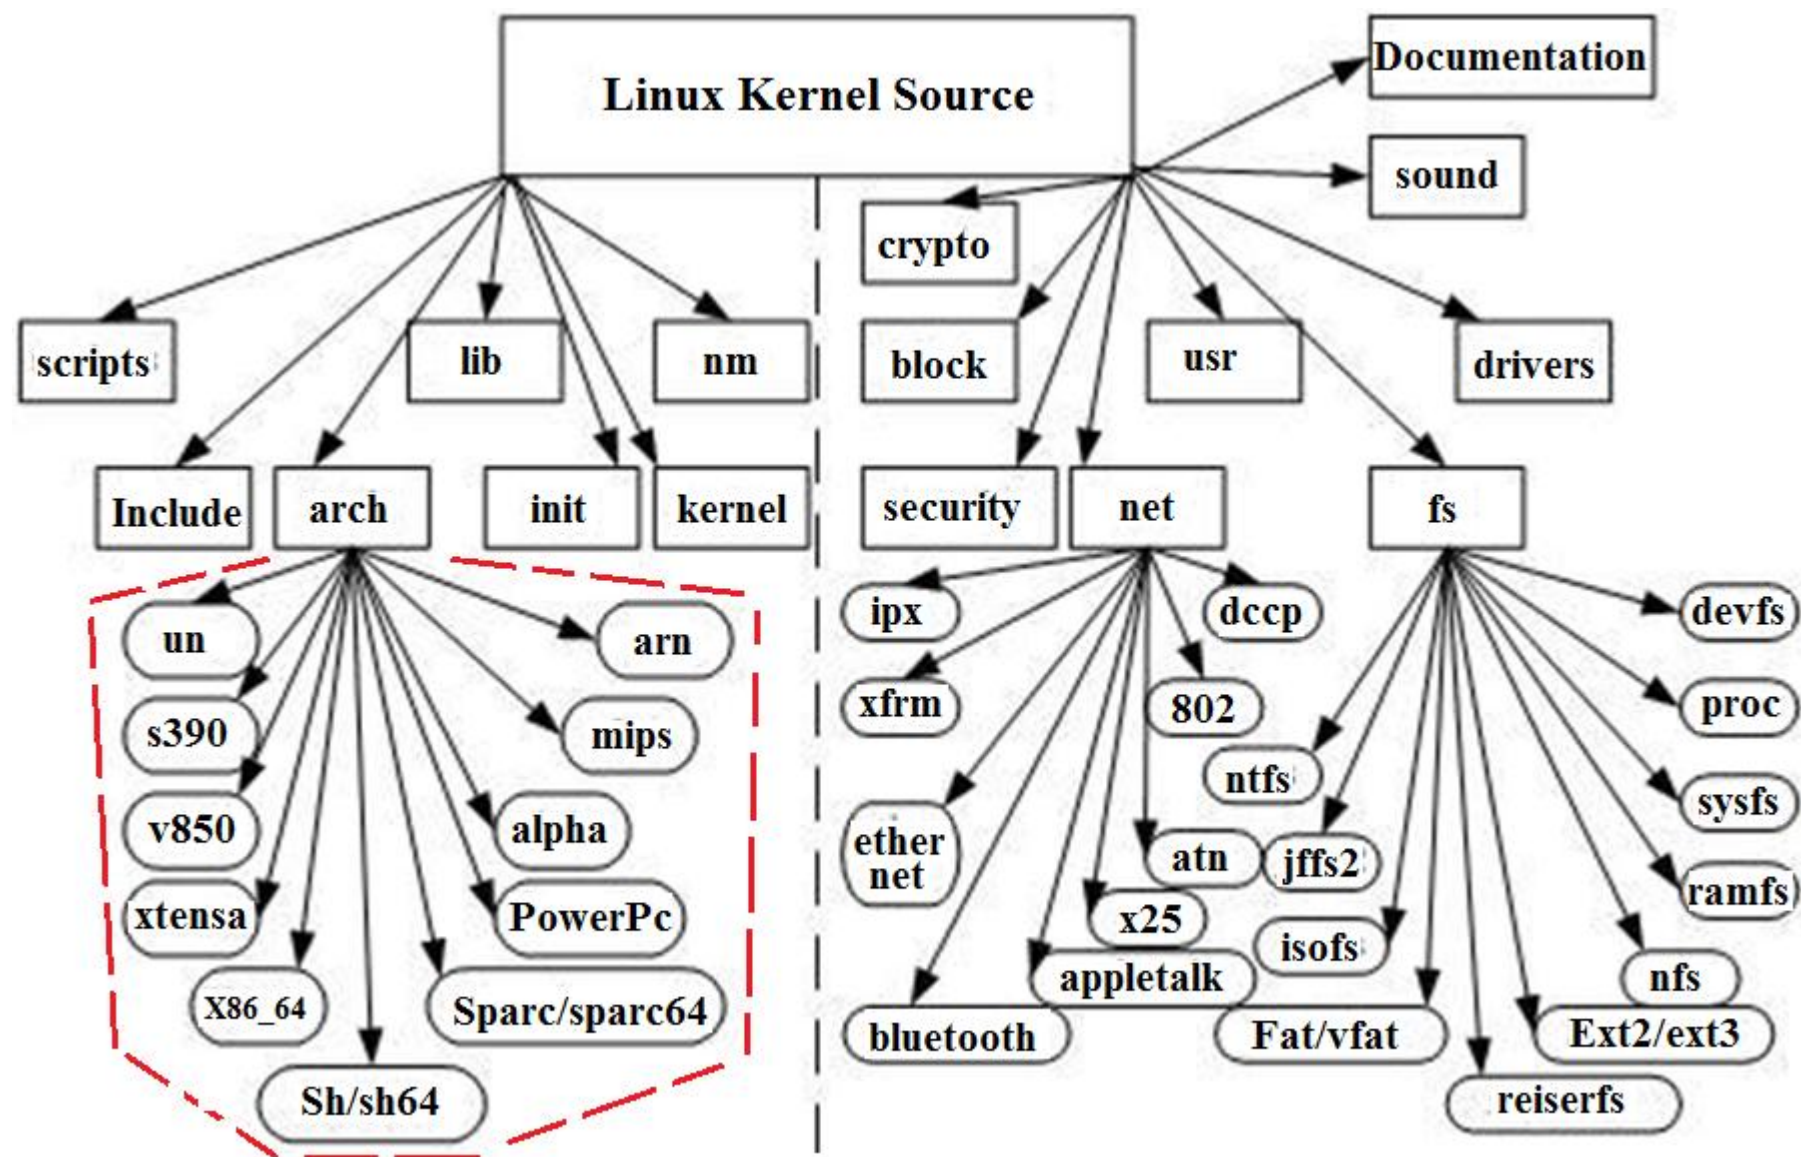 Linux Kernel Source
Documentation
sound
crypto
scripts
lib
nm
block
usr
drivers
Include
arch
init
kernel
security
net
fs
un
arn
s390
mips
v850
alpha
xtensa
PowerPc
X86_64
Sparc/sparc64
Sh/sh64
ipx
dccp
xfrm
802
ether
net
atn
x25
appletalk
bluetooth
devfs
proc
ntfs
sysfs
jffs2
ramfs
isofs
nfs
Fat/vfat
Ext2/ext3
reiserfs